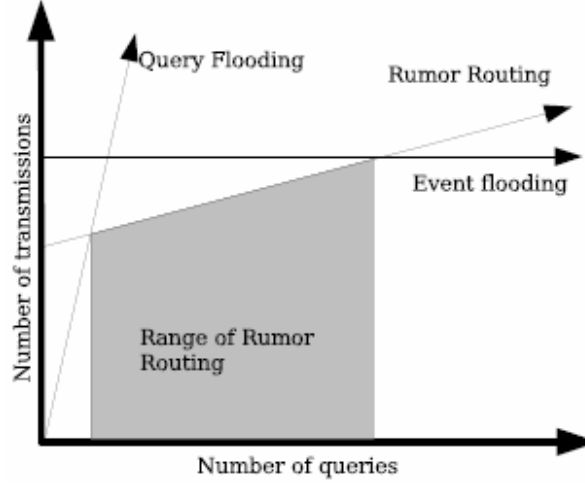 Query Flooding
Rumor Routing
Event flooding
Number of transmissions
Range of Rumor
Routing
Number of queries